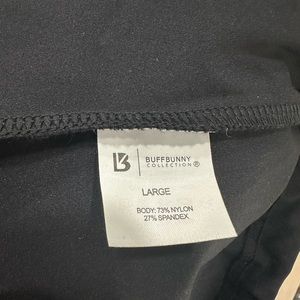 BUFFBUNNY
COLLECTION®
LARGE
BODY: 73% NYLON
27% SPANDEX